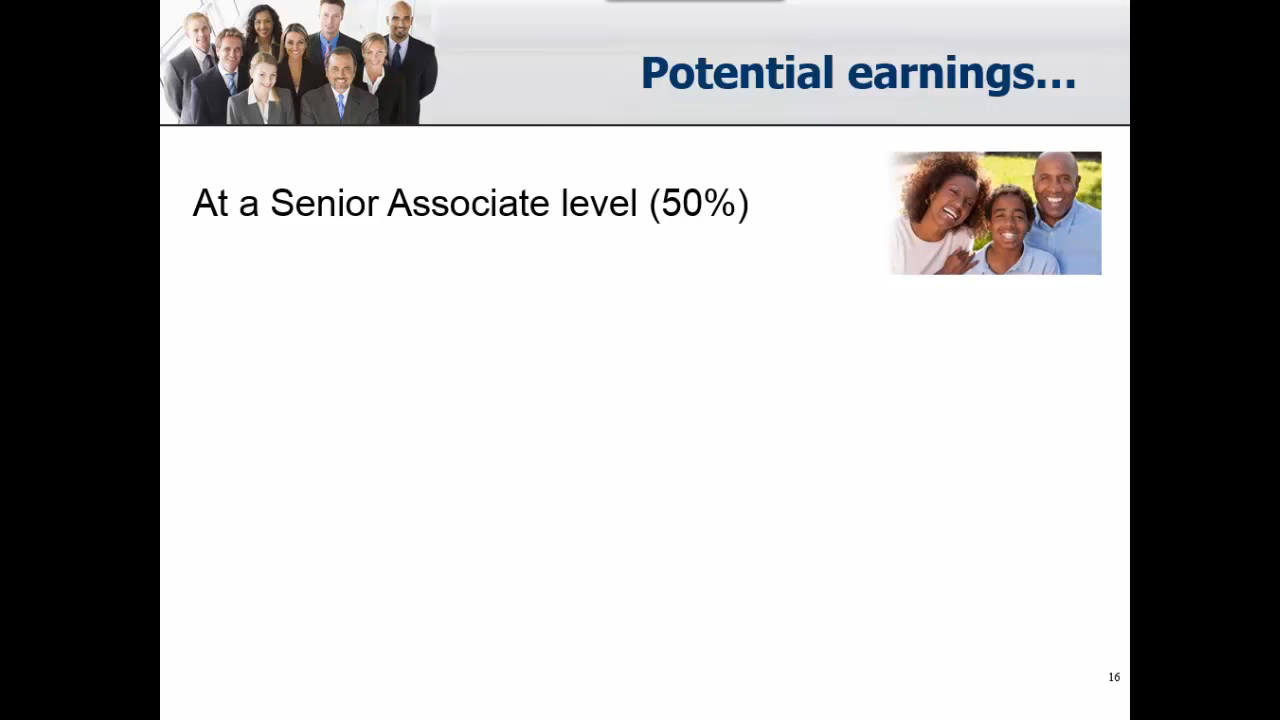 Potential earnings...
At a Senior Associate level (50%)
16